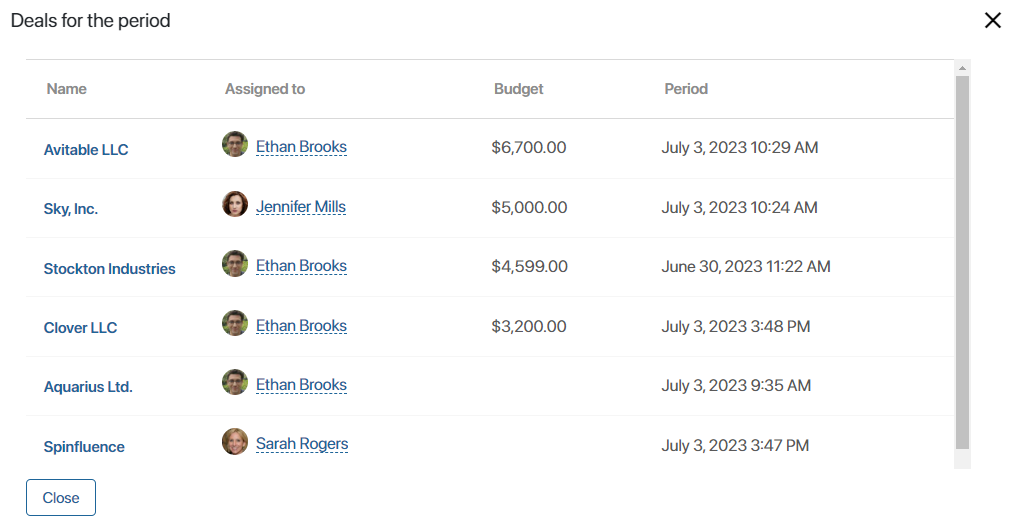 Deals for the period
Name Assigned to Budget Period
Avitable LLC Ethan Brooks $6,700.00 July 3, 2023 10:29 AM
Sky, Inc. Jennifer Mills $5,000.00 July 3, 2023 10:24 AM
Stockton Industries Ethan Brooks $4,599.00 June 30, 2023 11:22 AM
Clover LLC Ethan Brooks $3,200.00 July 3, 2023 3:48 PM
Aquarius Ltd. Ethan Brooks July 3, 2023 9:35 AM
Spinfluence Sarah Rogers July 3, 2023 3:47 PM
Close